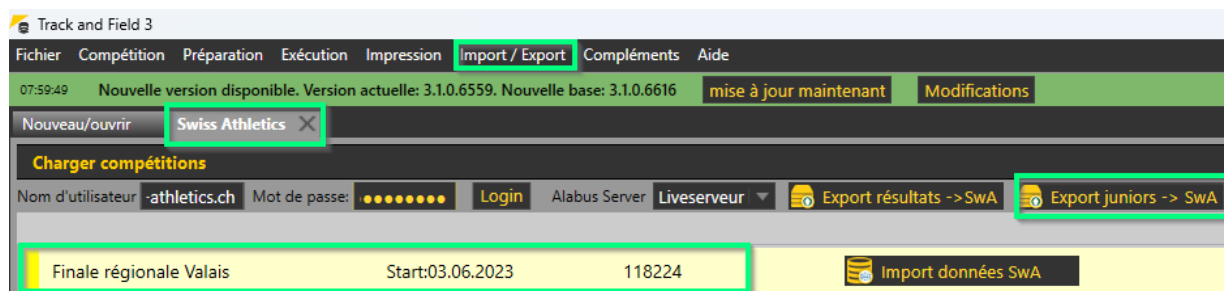 Track and Field 3
Fichier Compétition Préparation Exécution Impression Import / Export Compléments Aide
07:59:49 Nouvelle version disponible. Version actuelle: 3.1.0.6559. Nouvelle base: 3.1.0.6616 mise à jour maintenant Modifications
Nouveau/ouvrir Swiss Athletics
Charger compétitions
Nom d'utilisateur -athletics.ch Mot de passe: Login Alabus Server Liveserveur Export résultats ->SwA Export juniors -> SwA
Finale régionale Valais Start:03.06.2023 118224 Import données SwA